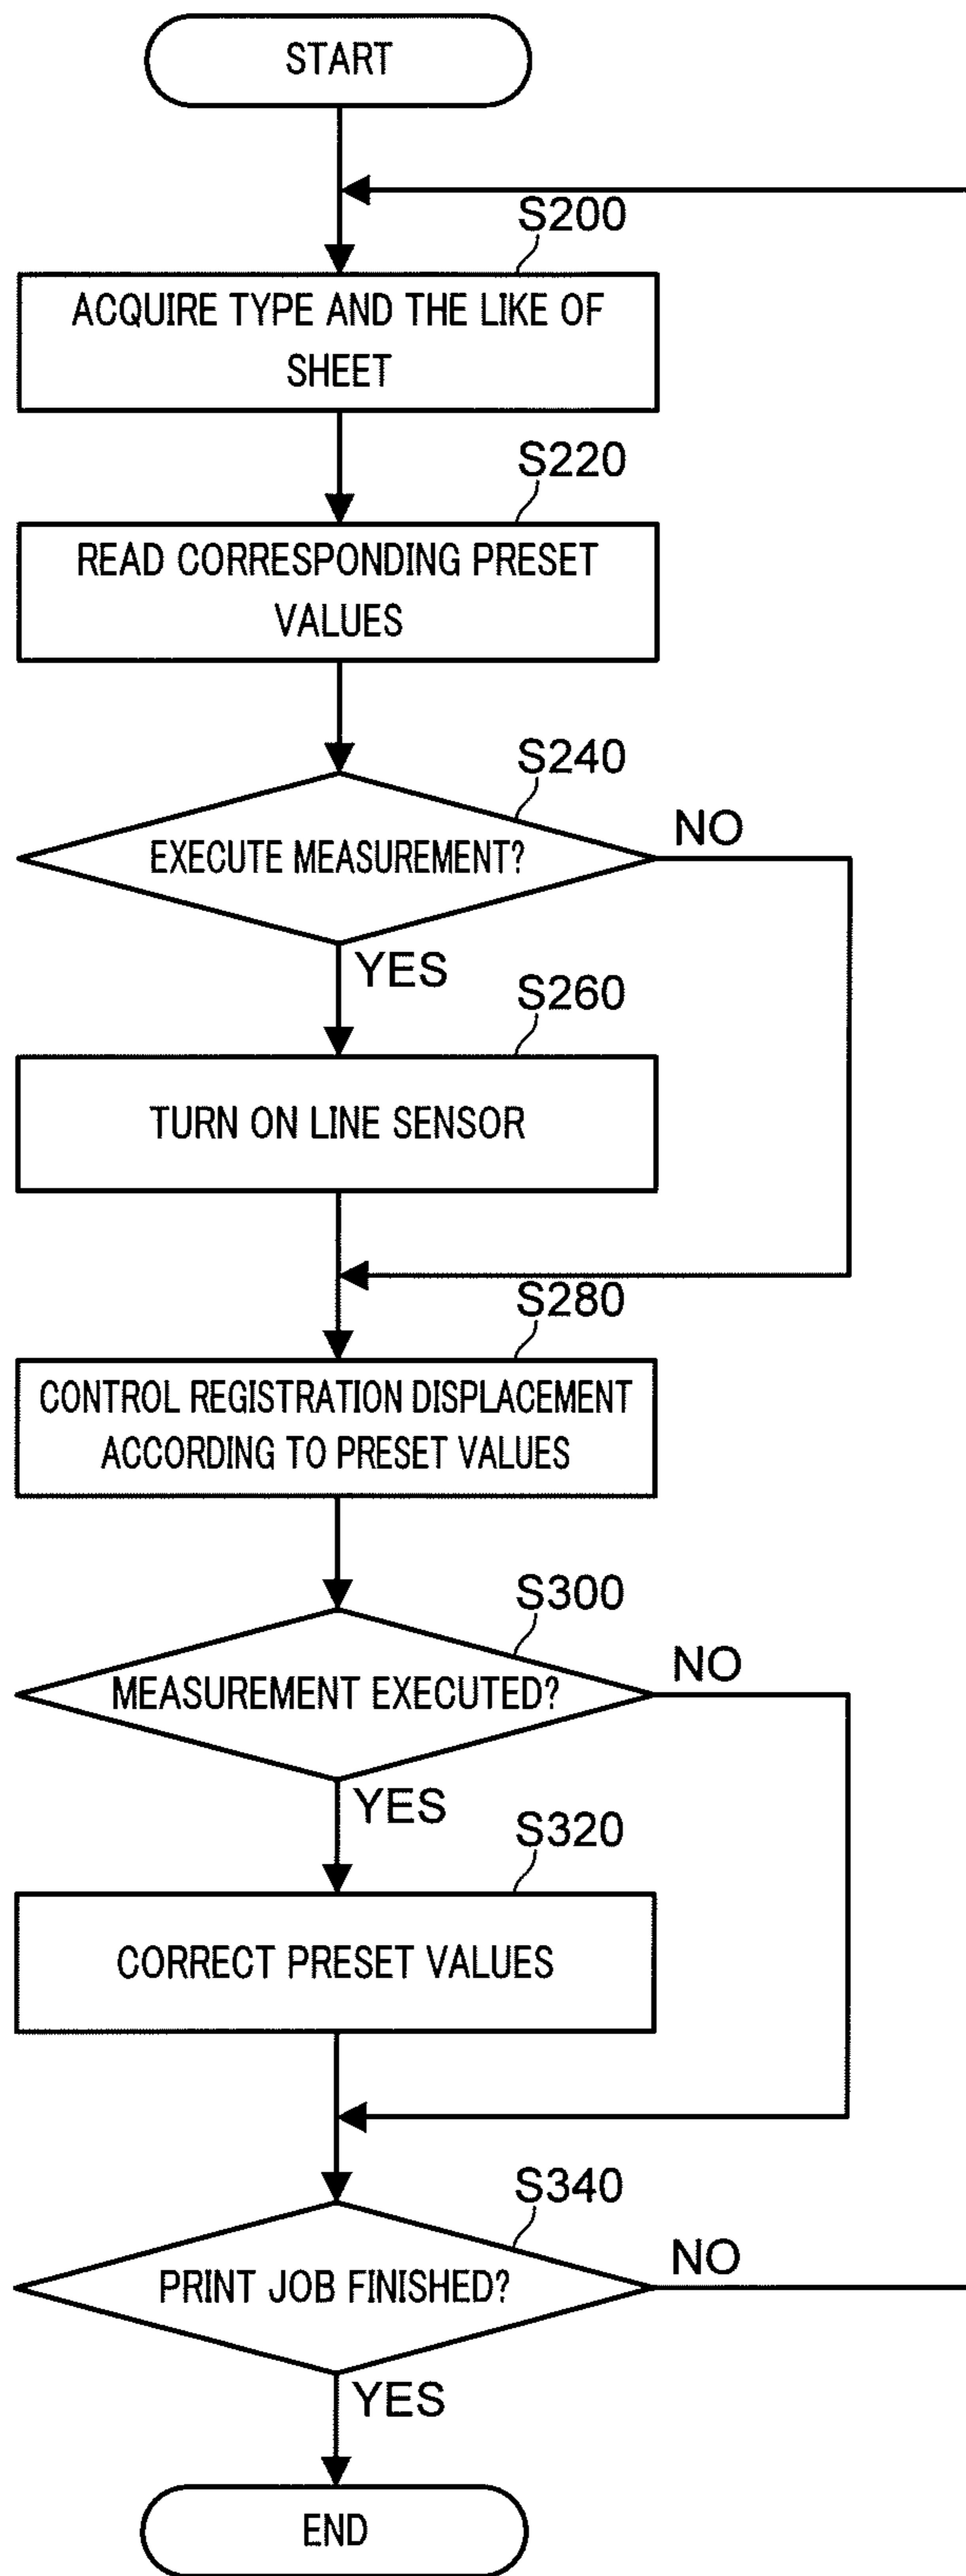 START
S200
ACQUIRE TYPE AND THE LIKE OF
SHEET
S220
READ CORRESPONDING PRESET
VALUES
S240
EXECUTE MEASUREMENT?
NO
YES
S260
TURN ON LINE SENSOR
S280
CONTROL REGISTRATION DISPLACEMENT
ACCORDING TO PRESET VALUES
S300
MEASUREMENT EXECUTED?
NO
YES
S320
CORRECT PRESET VALUES
S340
PRINT JOB FINISHED?
NO
YES
END